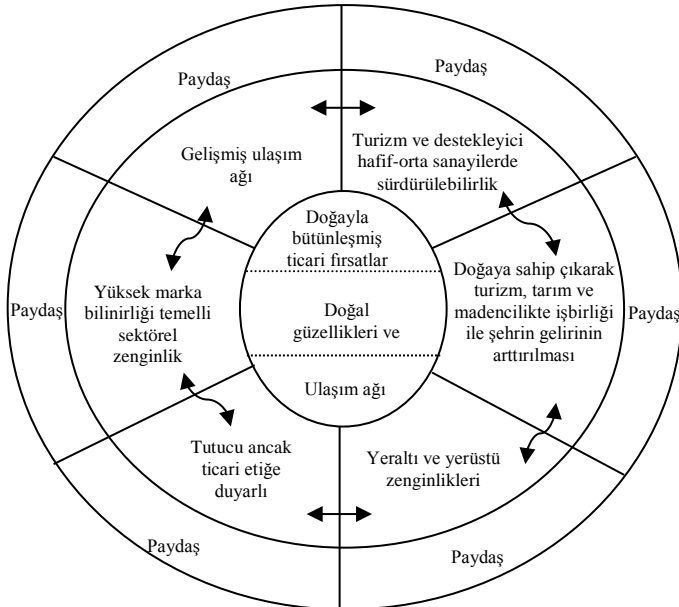 Paydaş
Paydaş
Gelişmiş ulaşım
ağı
Turizm ve destekleyici
hafif-orta sanayilerde
sürdürülebilirlik
Doğayla
bütünleşmiş
ticari fırsatlar
Paydaş
Yüksek marka
bilinirliği temelli
sektörel
zenginlik
Doğal
güzellikleri ve
Doğaya sahip çıkarak
turizm, tarım ve
madencilikte işbirliği
ile şehrin gelirinin
arttırılması
Paydaş
Ulaşım ağı
Tutucu ancak
ticari etiğe
duyarlı
Yeraltı ve yerüstü
zenginlikleri
Paydaş
Paydaş